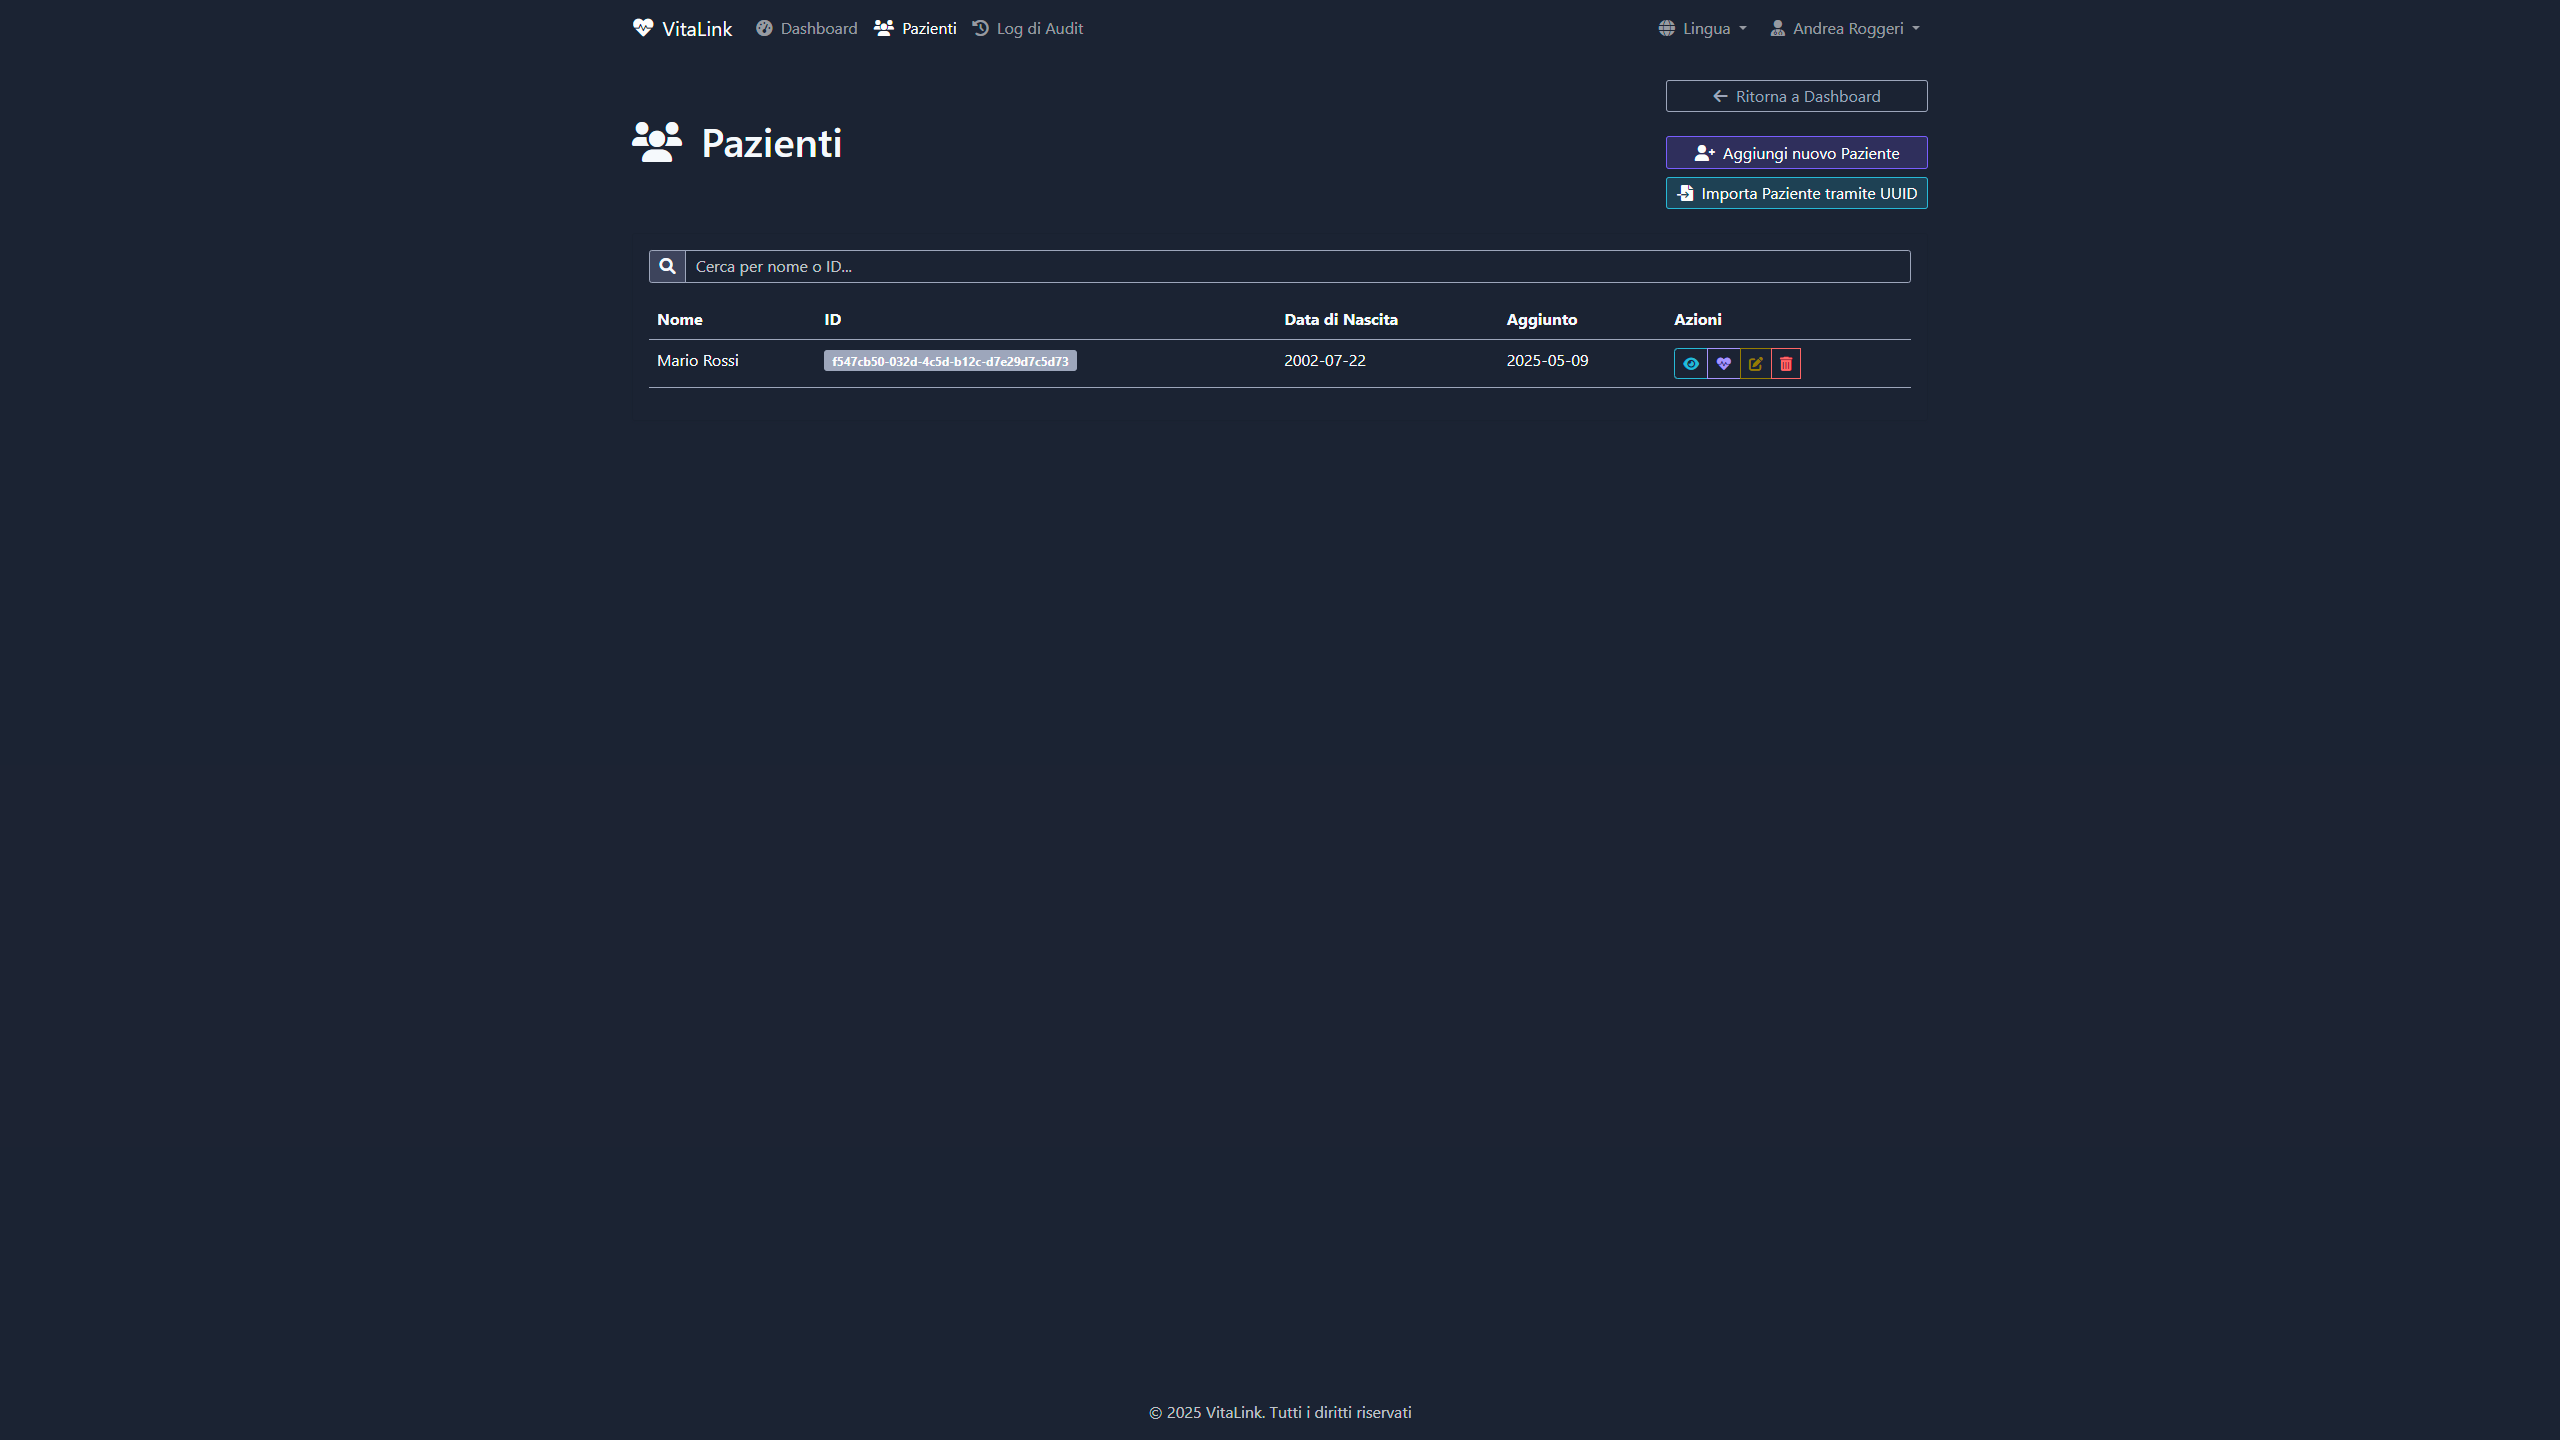 VitaLink Dashboard Pazienti Log di Audit Lingua Andrea Roggeri
Ritorna a Dashboard
Pazienti
Aggiungi nuovo Paziente
Importa Paziente tramite UUID
Cerca per nome o ID...
Nome ID Data di Nascita Aggiunto Azioni
Mario Rossi f547cb50-032d-4c5d-b12c-d7e29d7c5d73 2002-07-22 2025-05-09
© 2025 VitaLink. Tutti i diritti riservati